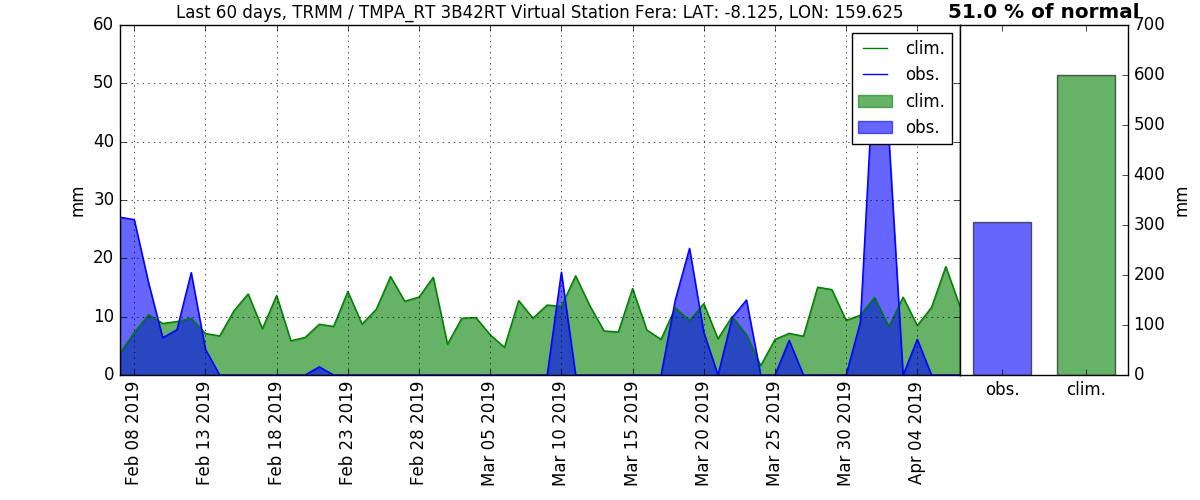 Last 60 days, TRMM / TMPA_RT 3B42RT Virtual Station Fera: LAT: -8.125, LON: 159.625
51.0 % of normal
60
50
40
30
20
10
0
mm
clim.
obs.
clim.
obs.
Feb 08 2019
Feb 13 2019
Feb 18 2019
Feb 23 2019
Feb 28 2019
Mar 05 2019
Mar 10 2019
Mar 15 2019
Mar 20 2019
Mar 25 2019
Mar 30 2019
Apr 04 2019
700
600
500
400
300
200
100
0
mm
obs.
clim.